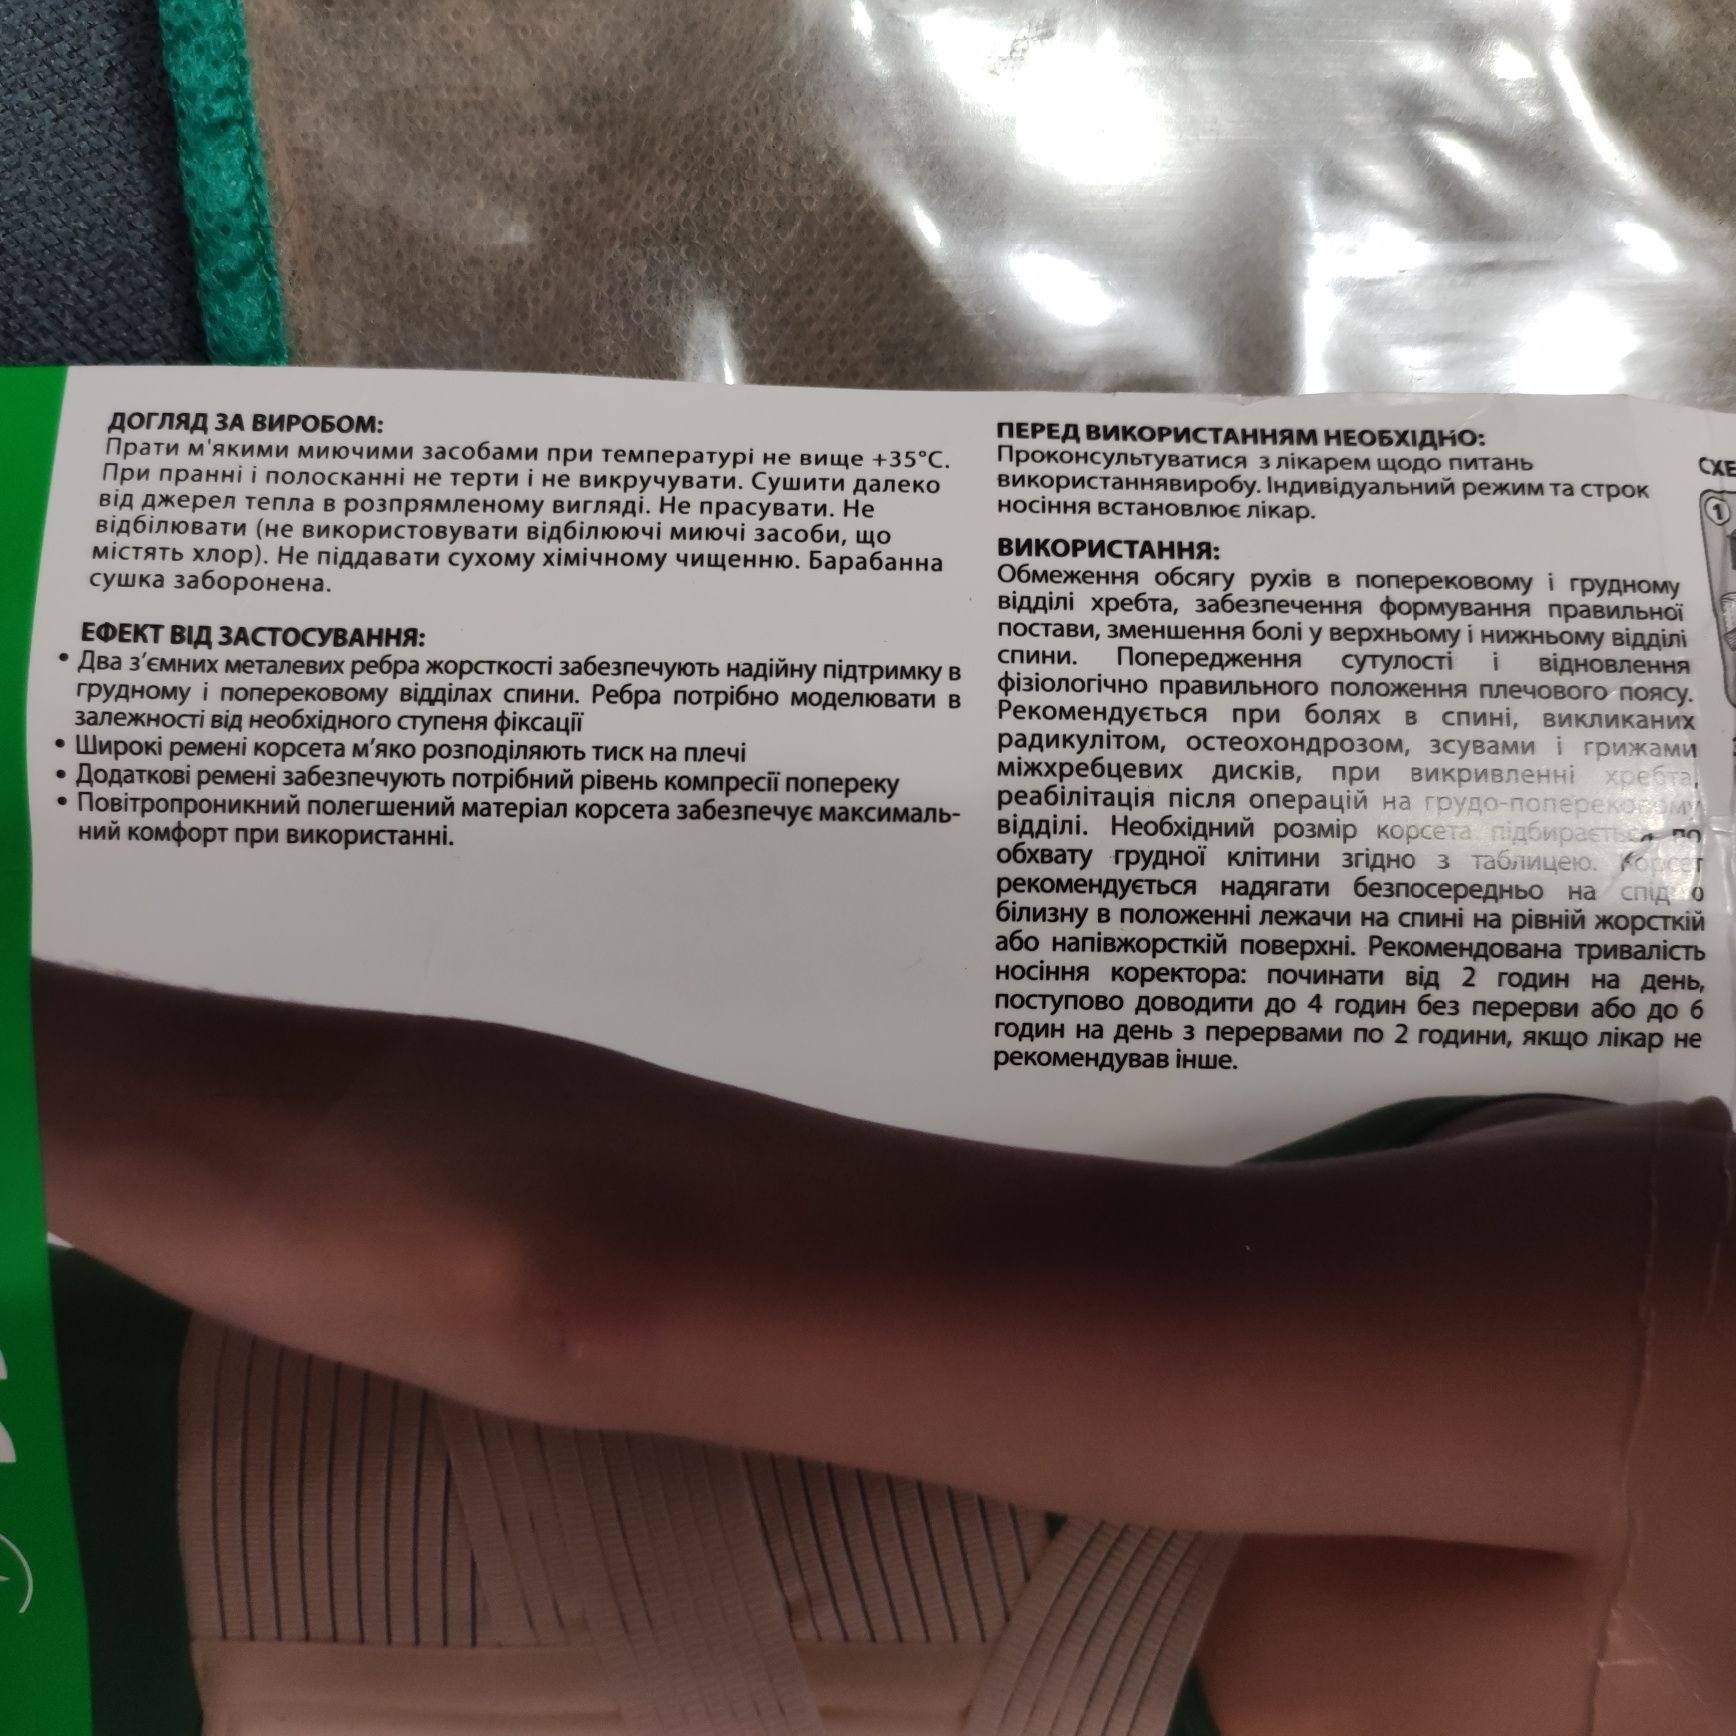 ДОГЛЯД ЗА ВИРОБОМ:
Прати м'якими миючими засобами при температурі не вище +35°С.
При пранні і полосканні не терти і не викручувати. Сушити далеко
від джерел тепла в розпрямленому вигляді. Не прасувати. Не
відбілювати (не використовувати відбілюючі миючі засоби, що
містять хлор). Не піддавати сухому хімічному чищенню. Барабанна
сушка заборонена.
ЕФЕКТ ВІД ЗАСТОСУВАННЯ:
• Два з'ємних металевих ребра жорсткості забезпечують надійну підтримку в
грудному і поперековому відділах спини. Ребра потрібно моделювати в
залежності від необхідного ступеня фіксації
• Широкі ремені корсета м'яко розподіляють тиск на плечі
• Додаткові ремені забезпечують потрібний рівень компресії попереку
• Повітропроникний полегшений матеріал корсета забезпечує максималь-
ний комфорт при використанні.
ПЕРЕД ВИКОРИСТАННЯМ НЕОБХІДНО:
Проконсультуватися з лікарем щодо питань
використаннявиробу. Індивідуальний режим та строк
носіння встановлює лікар.
ВИКОРИСТАННЯ:
Обмеження обсягу рухів в поперековому і грудному
відділі хребта, забезпечення формування правильної
постави, зменшення болі у верхньому і нижньому відділі
спини. Попередження сутулості і відновлення
фізіологічно правильного положення плечового поясу.
Рекомендується при болях в спині, викликаних
радикулітом, остеохондрозом, зсувами і грижами
міжхребцевих дисків, при викривленні хребта,
реабілітація після операцій на грудо-поперековому
відділі. Необхідний розмір корсета підбирається по
обхвату грудної клітини згідно з таблицею. Корсет
рекомендується надягати безпосередньо на спідню
білизну в положенні лежачи на спині на рівній жорсткій
або напівжорсткій поверхні. Рекомендована тривалість
носіння коректора: починати від 2 годин на день,
поступово доводити до 4 годин без перерви або до 6
годин на день з перервами по 2 години, якщо лікар не
рекомендував інше.
СХЕ
1